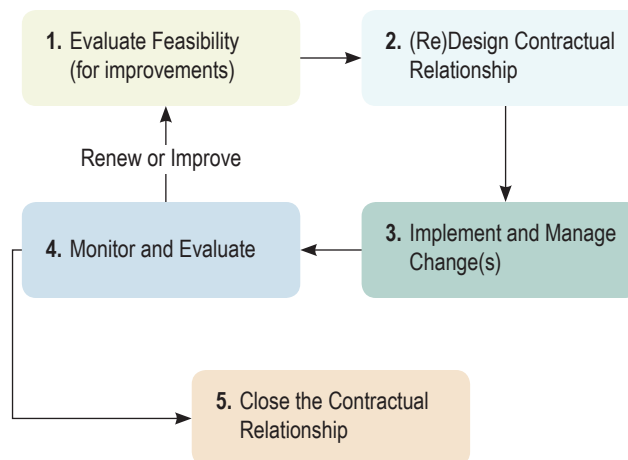 1. Evaluate Feasibility
(for improvements)
2. (Re)Design Contractual
Relationship
Renew or Improve
4. Monitor and Evaluate
3. Implement and Manage
Change(s)
5. Close the Contractual
Relationship